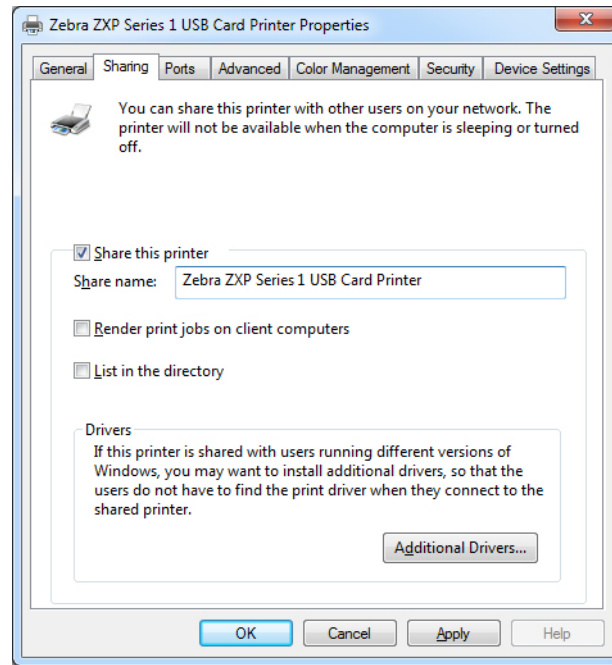 Zebra ZXP Series 1 USB Card Printer Properties
General Sharing Ports Advanced Color Management Security Device Settings
You can share this printer with other users on your network. The
printer will not be available when the computer is sleeping or turned
off.
Share this printer
Share name: Zebra ZXP Series 1 USB Card Printer
Render print jobs on client computers
List in the directory
Drivers
If this printer is shared with users running different versions of
Windows, you may want to install additional drivers, so that the
users do not have to find the print driver when they connect to the
shared printer.
Additional Drivers...
OK Cancel Apply Help